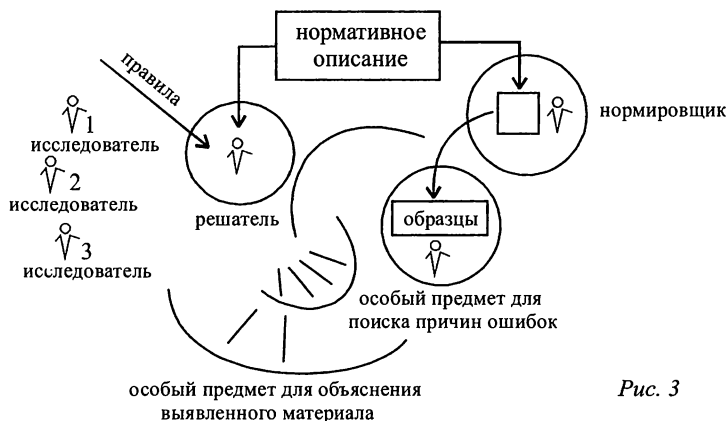 нормативное
описание
правила
нормировщик
1
исследователь
2
исследователь
3
исследователь
решатель
образцы
особый предмет для
поиска причин ошибок
особый предмет для объяснения
выявленного материала
Рис. 3